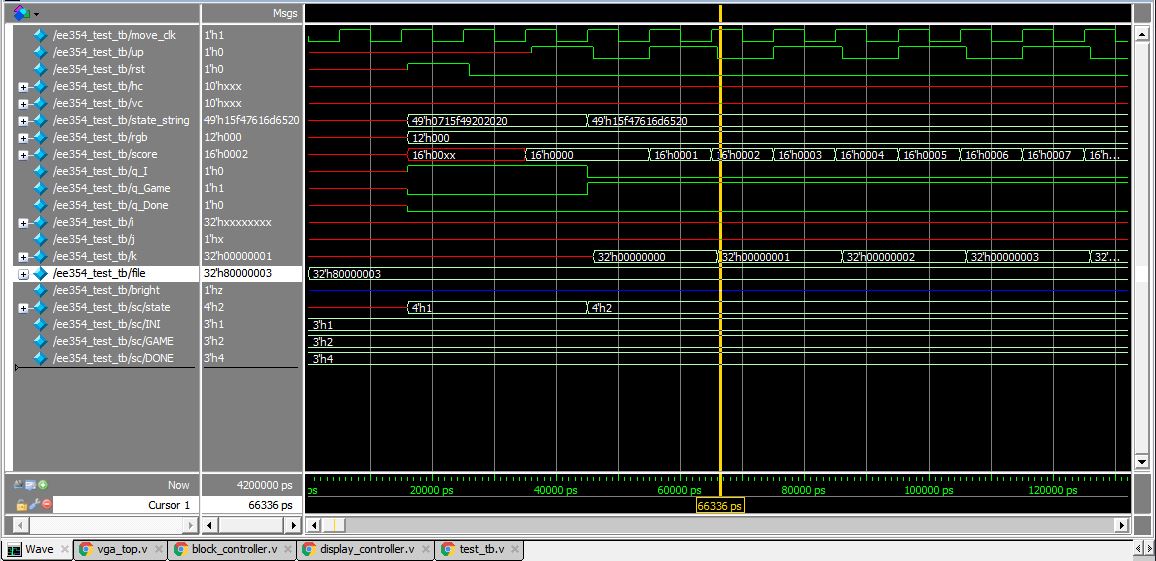 Msgs
/ee354_test_tb/move_clk 1'h1
/ee354_test_tb/up 1'h0
/ee354_test_tb/rst 1'h0
/ee354_test_tb/hc 10'hxxx
/ee354_test_tb/vc 10'hxxx
/ee354_test_tb/state_string 49'h15f47616d6520 49'h0715f49202020 49'h15f47616d6520
/ee354_test_tb/rgb 12'h000 12'h000
/ee354_test_tb/score 16'h0002 16'h00xx 16'h0000 16'h0001 16'h0002 16'h0003 16'h0004 16'h0005 16'h0006 16'h0007 16'h...
/ee354_test_tb/q_I 1'h0
/ee354_test_tb/q_Game 1'h1
/ee354_test_tb/q_Done 1'h0
/ee354_test_tb/i 32'hxxxxxxxx
/ee354_test_tb/j 1'hx
/ee354_test_tb/k 32'h00000001 32'h00000000 32'h00000001 32'h00000002 32'h00000003 32'...
/ee354_test_tb/file 32'h80000003 32'h80000003
/ee354_test_tb/bright 1'hz
/ee354_test_tb/sc/state 4'h2 4'h1 4'h2
/ee354_test_tb/sc/INI 3'h1 3'h1
/ee354_test_tb/sc/GAME 3'h2 3'h2
/ee354_test_tb/sc/DONE 3'h4 3'h4
Now 4200000 ps ps 20000 ps 40000 ps 60000 ps 80000 ps 100000 ps 120000 ps
Cursor 1 66336 ps 66336 ps
Wave vga_top.v block_controller.v display_controller.v test_tb.v